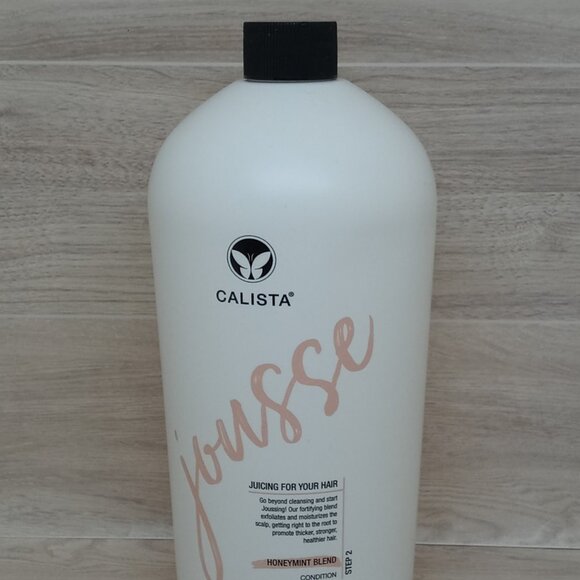 CALISTA®
jousse
JUICING FOR YOUR HAIR
Go beyond cleansing and start
Joussing! Our fortifying blend
exfoliates and moisturizes the
scalp, getting right to the root to
promote thicker, stronger,
healthier hair.
HONEYMINT BLEND
CONDITION
STEP 2